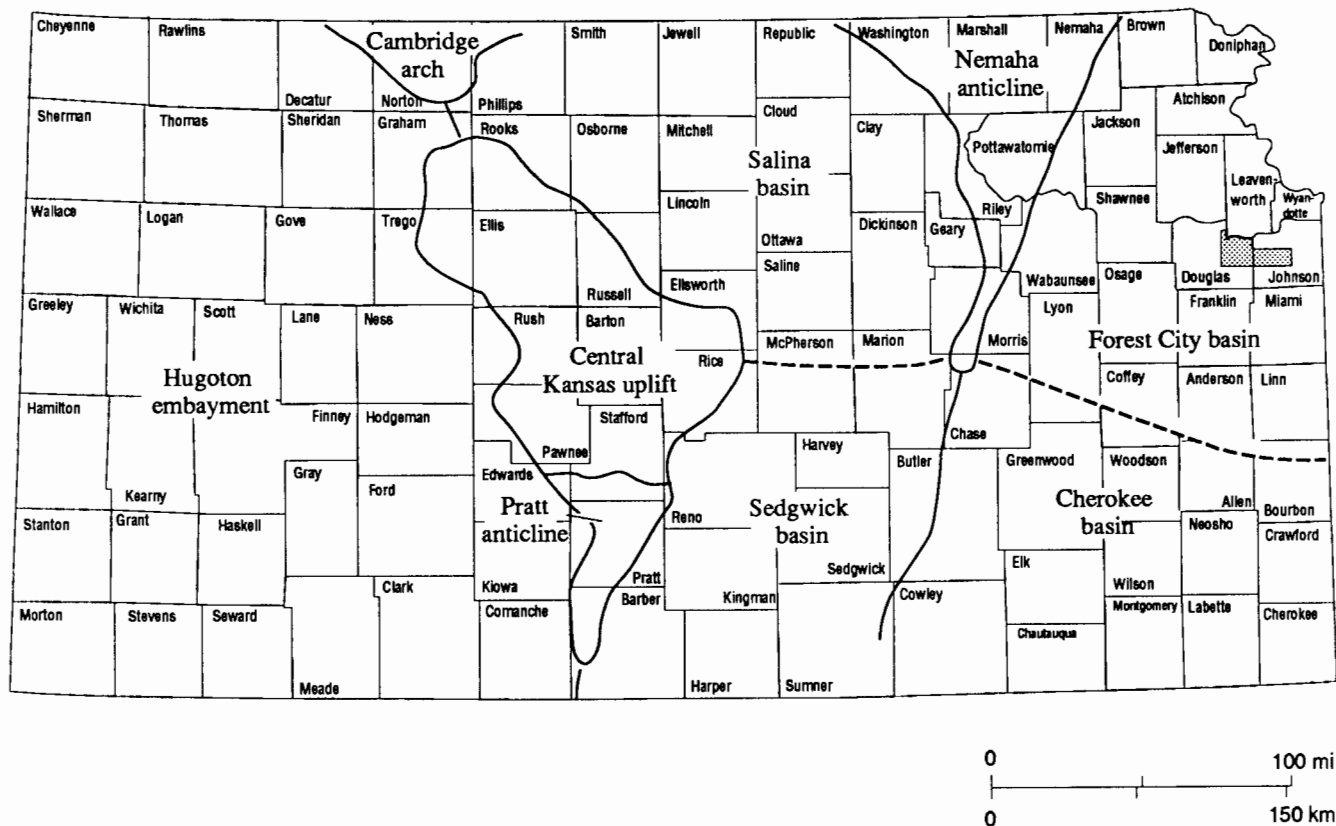 Cheyenne
Rawlins
Decatur
Cambridge
arch
Norton
Phillips
Smith
Jewell
Republic
Washington
Marshall
Nemaha
Nemaha
anticline
Brown
Doniphan
Atchison
Sherman
Thomas
Sheridan
Graham
Rooks
Osborne
Mitchell
Cloud
Clay
Salina
basin
Pottawatomie
Jackson
Jefferson
Leaven-
worth
Wyan-
dotte
Wallace
Logan
Gove
Trego
Ellis
Lincoln
Ottawa
Dickinson
Riley
Geary
Shawnee
Russell
Ellsworth
Saline
Wabaunsee
Osage
Douglas
Johnson
Greeley
Wichita
Scott
Lane
Ness
Rush
Barton
Lyon
Franklin
Miami
McPherson
Marion
Morris
Forest City basin
Central
Kansas uplift
Rice
Hugoton
embayment
Coffey
Anderson
Linn
Hamilton
Finney
Hodgeman
Stafford
Pawnee
Chase
Harvey
Butler
Greenwood
Woodson
Edwards
Gray
Ford
Kearny
Pratt
anticline
Reno
Sedgwick
basin
Cherokee
basin
Allen
Bourbon
Stanton
Grant
Haskell
Neosho
Crawford
Kiowa
Pratt
Sedgwick
Elk
Wilson
Clark
Comanche
Barber
Kingman
Cowley
Montgomery
Labette
Cherokee
Morton
Stevens
Seward
Meade
Harper
Sumner
Chautauqua
0 100 mi
0 150 km